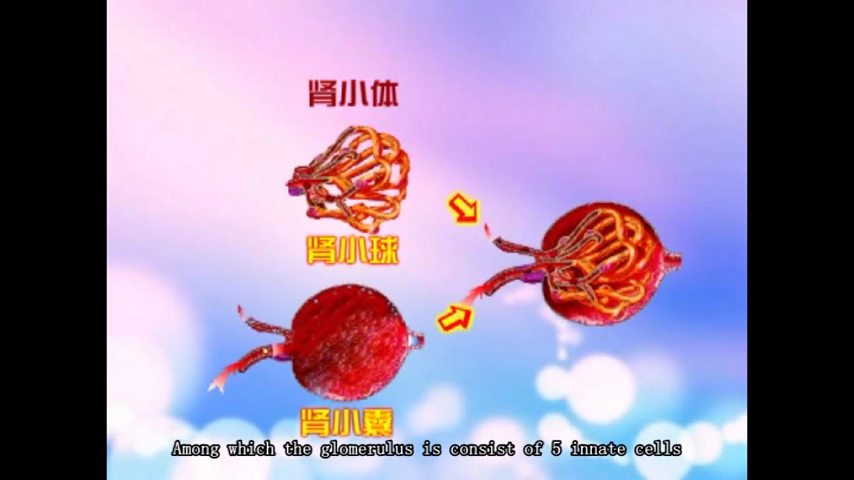 肾小体
肾小球
肾小囊
Among which the glomerulus is consist of 5 innate cells